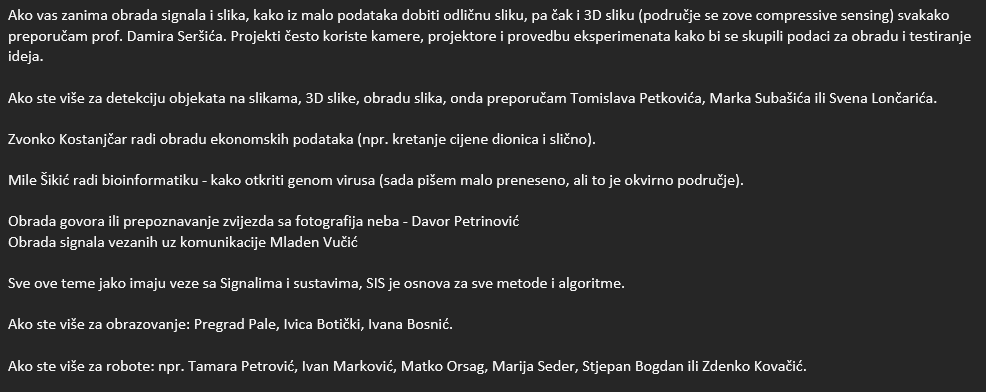 Ako vas zanima obrada signala i slika, kako iz malo podataka dobiti odličnu sliku, pa čak i 3D sliku (područje se zove compressive sensing) svakako
preporučam prof. Damira Seršića. Projekti često koriste kamere, projektore i provedbu eksperimenata kako bi se skupili podaci za obradu i testiranje
ideja.
Ako ste više za detekciju objekata na slikama, 3D slike, obradu slika, onda preporučam Tomislava Petkovića, Marka Subašića ili Svena Lončarića.
Zvonko Kostanjčar radi obradu ekonomskih podataka (npr. kretanje cijene dionica i slično).
Mile Šikić radi bioinformatiku - kako otkriti genom virusa (sada pišem malo preneseno, ali to je okvirno područje).
Obrada govora ili prepoznavanje zvijezda sa fotografija neba - Davor Petrinović
Obrada signala vezanih uz komunikacije Mladen Vučić
Sve ove teme jako imaju veze sa Signalima i sustavima, SIS je osnova za sve metode i algoritme.
Ako ste više za obrazovanje: Pregrad Pale, Ivica Botički, Ivana Bosnić.
Ako ste više za robote: npr. Tamara Petrović, Ivan Marković, Matko Orsag, Marija Seder, Stjepan Bogdan ili Zdenko Kovačić.